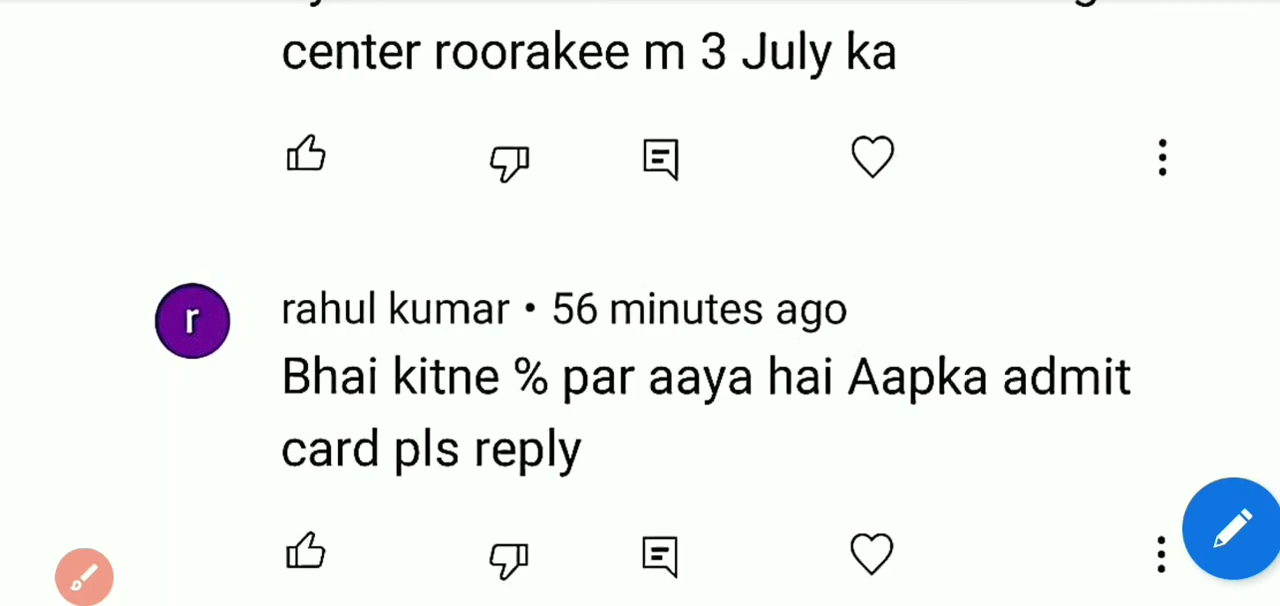 center roorakee m 3 July ka
r
rahul kumar • 56 minutes ago
Bhai kitne % par aaya hai Aapka admit
card pls reply